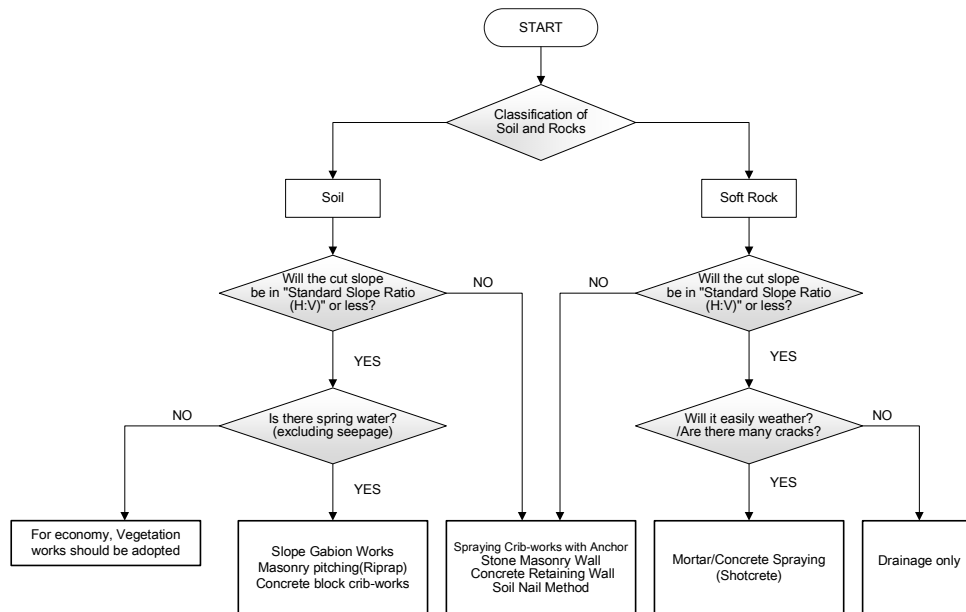 START
Classification of
Soil and Rocks
Soil
Soft Rock
Will the cut slope
be in "Standard Slope Ratio
(H:V)" or less?
NO
NO
Will the cut slope
be in "Standard Slope Ratio
(H:V)" or less?
YES
YES
NO
Is there spring water?
(excluding seepage)
Will it easily weather?
/Are there many cracks?
NO
YES
YES
For economy, Vegetation
works should be adopted
Slope Gabion Works
Masonry pitching(Riprap)
Concrete block crib-works
Spraying Crib-works with Anchor
Stone Masonry Wall
Concrete Retaining Wall
Soil Nail Method
Mortar/Concrete Spraying
(Shotcrete)
Drainage only